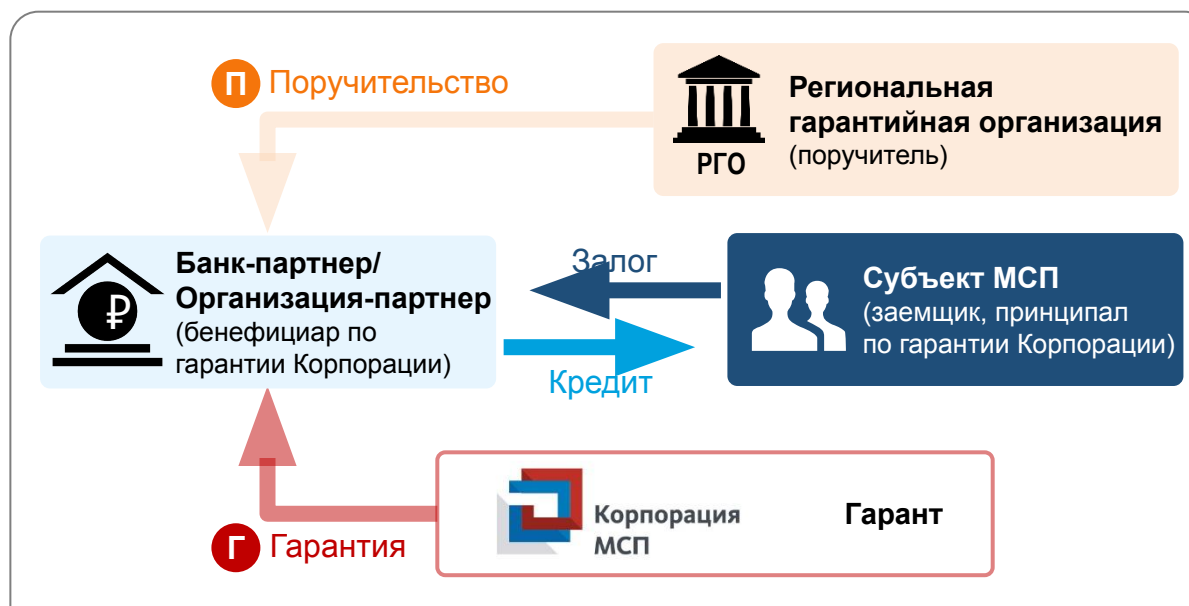 П Поручительство
Региональная
гарантийная организация
(поручитель)
РГО
Банк-партнер/
Организация-партнер
(бенефициар по
гарантии Корпорации)
₽
Залог
Кредит
Субъект МСП
(заемщик, принципал
по гарантии Корпорации)
Корпорация
МСП
Гарант
Г Гарантия